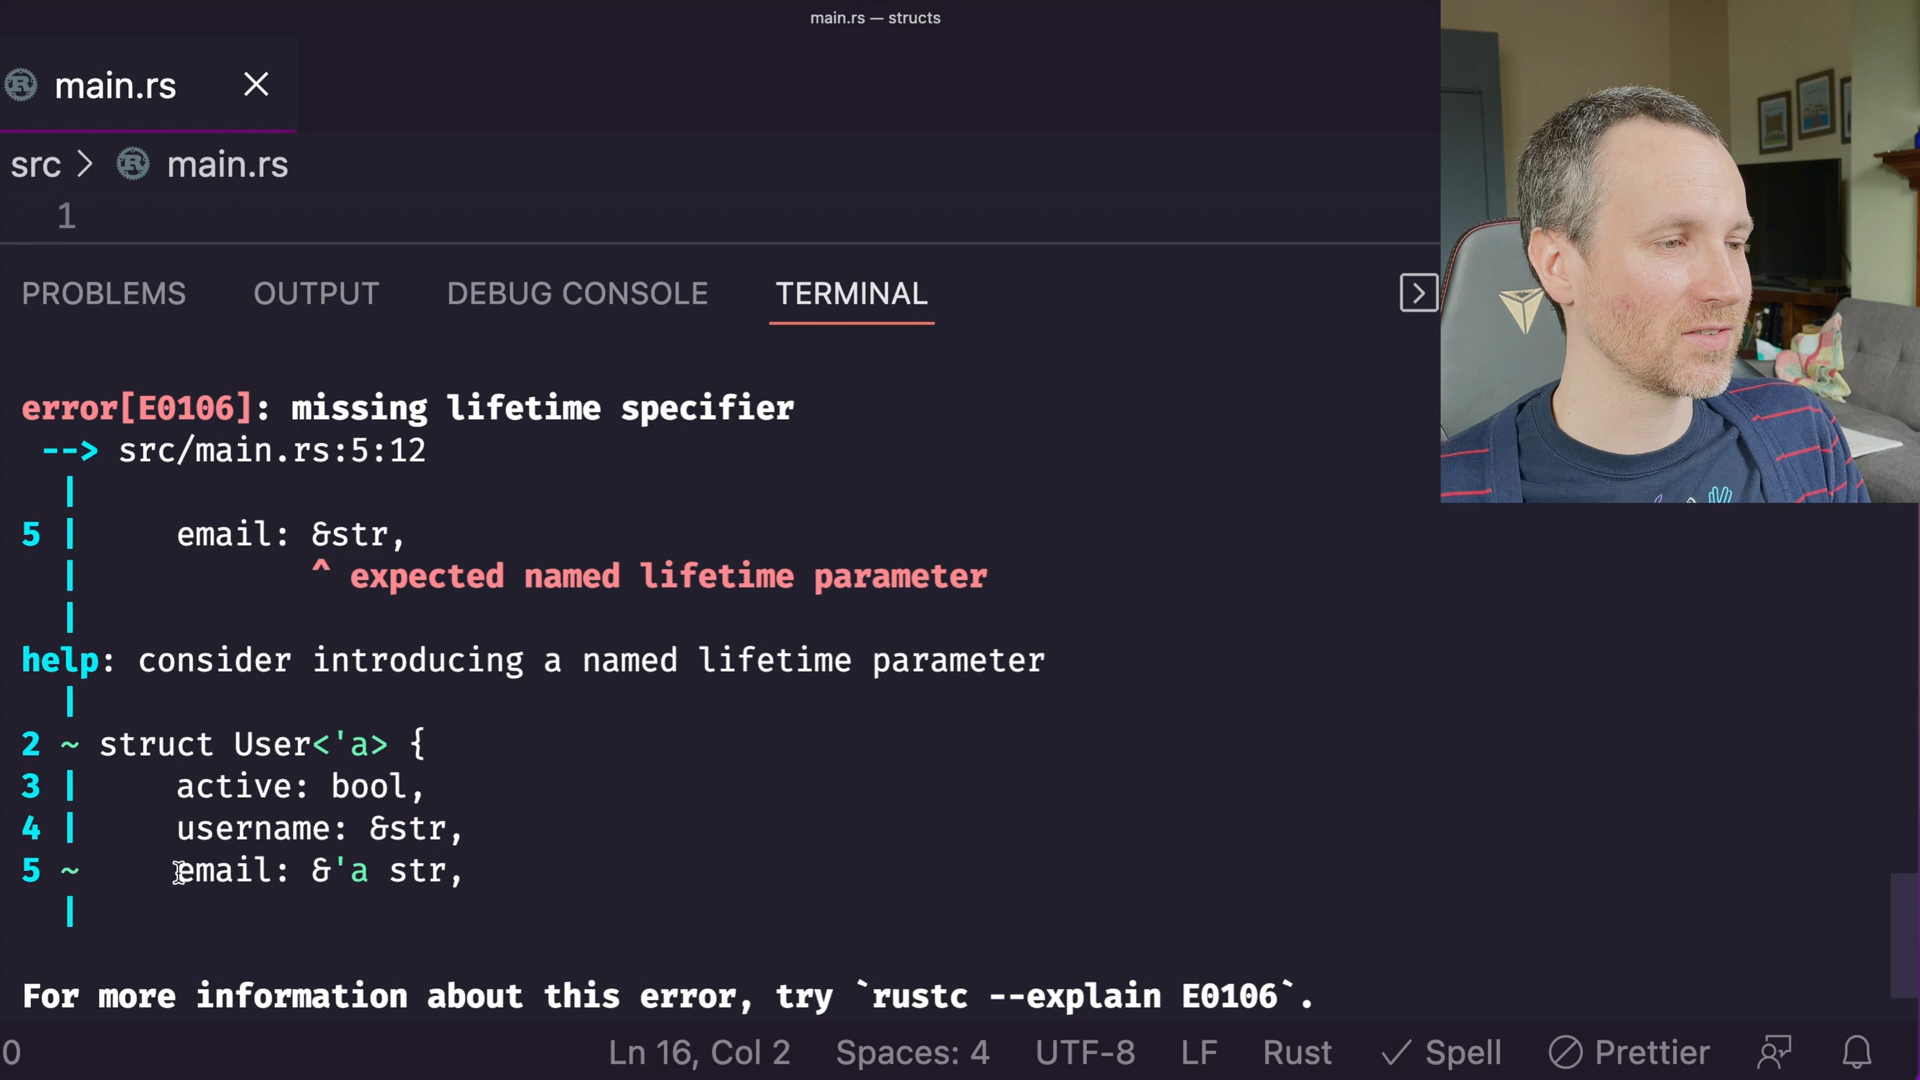 main.rs — structs
main.rs
src > main.rs
1
PROBLEMS OUTPUT DEBUG CONSOLE TERMINAL
error[E0106]: missing lifetime specifier
--> src/main.rs:5:12
|
5 | email: &str,
| ^ expected named lifetime parameter
|
help: consider introducing a named lifetime parameter
|
2 ~ struct User<'a> {
3 | active: bool,
4 | username: &str,
5 ~ email: &'a str,
|
For more information about this error, try `rustc --explain E0106`.
0 Ln 16, Col 2 Spaces: 4 UTF-8 LF Rust Spell Prettier